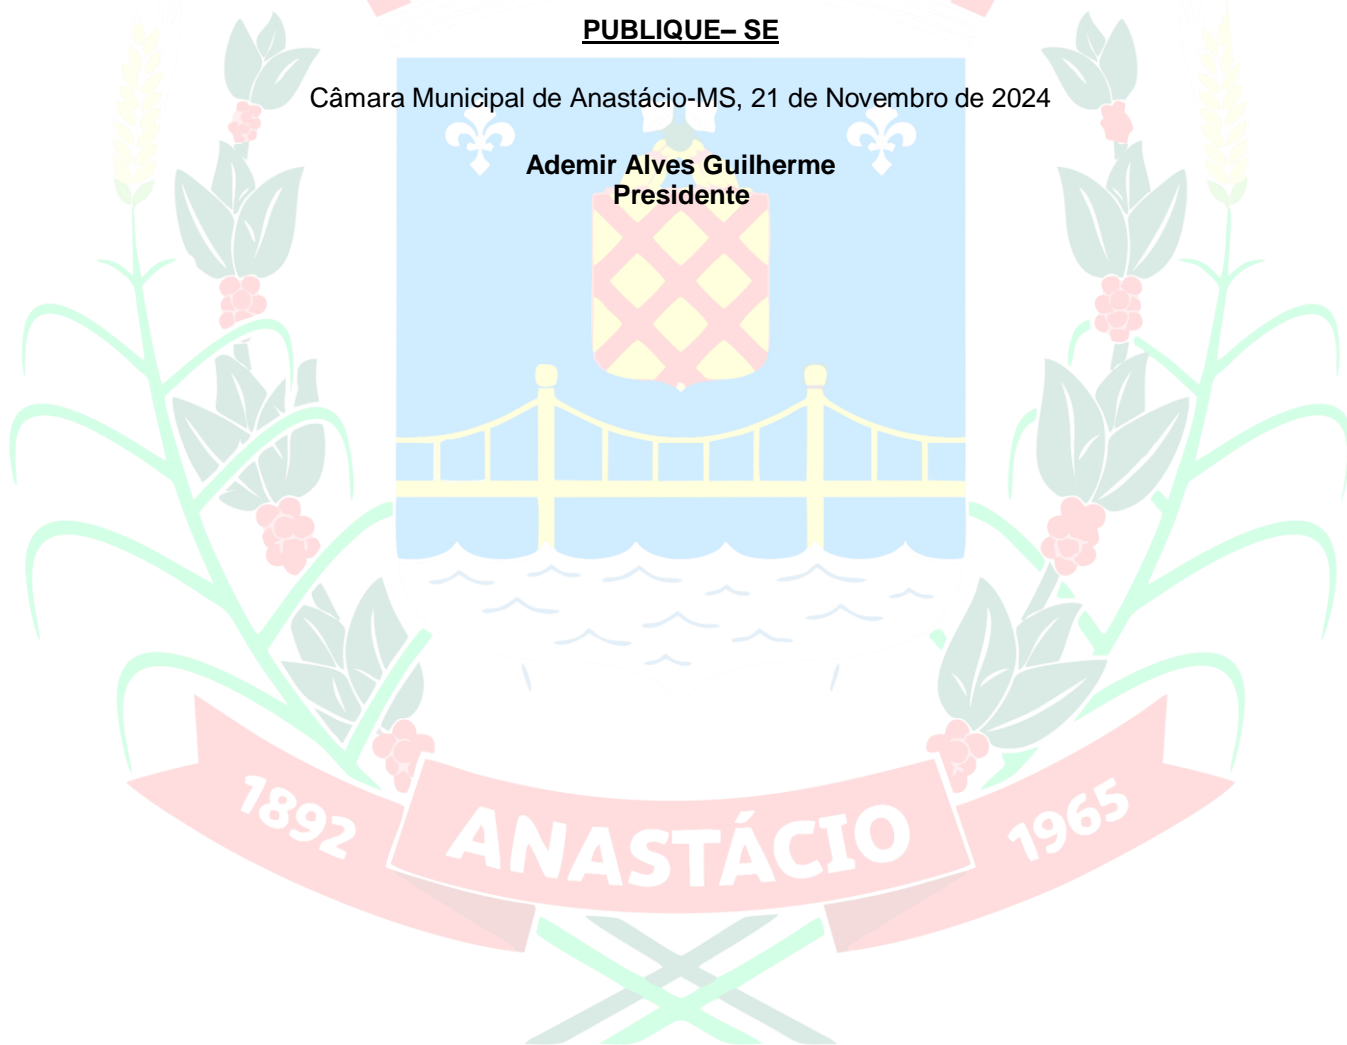 PUBLIQUE– SE
Câmara Municipal de Anastácio-MS, 21 de Novembro de 2024
Ademir Alves Guilherme
Presidente
1892
ANASTÁCIO
1965